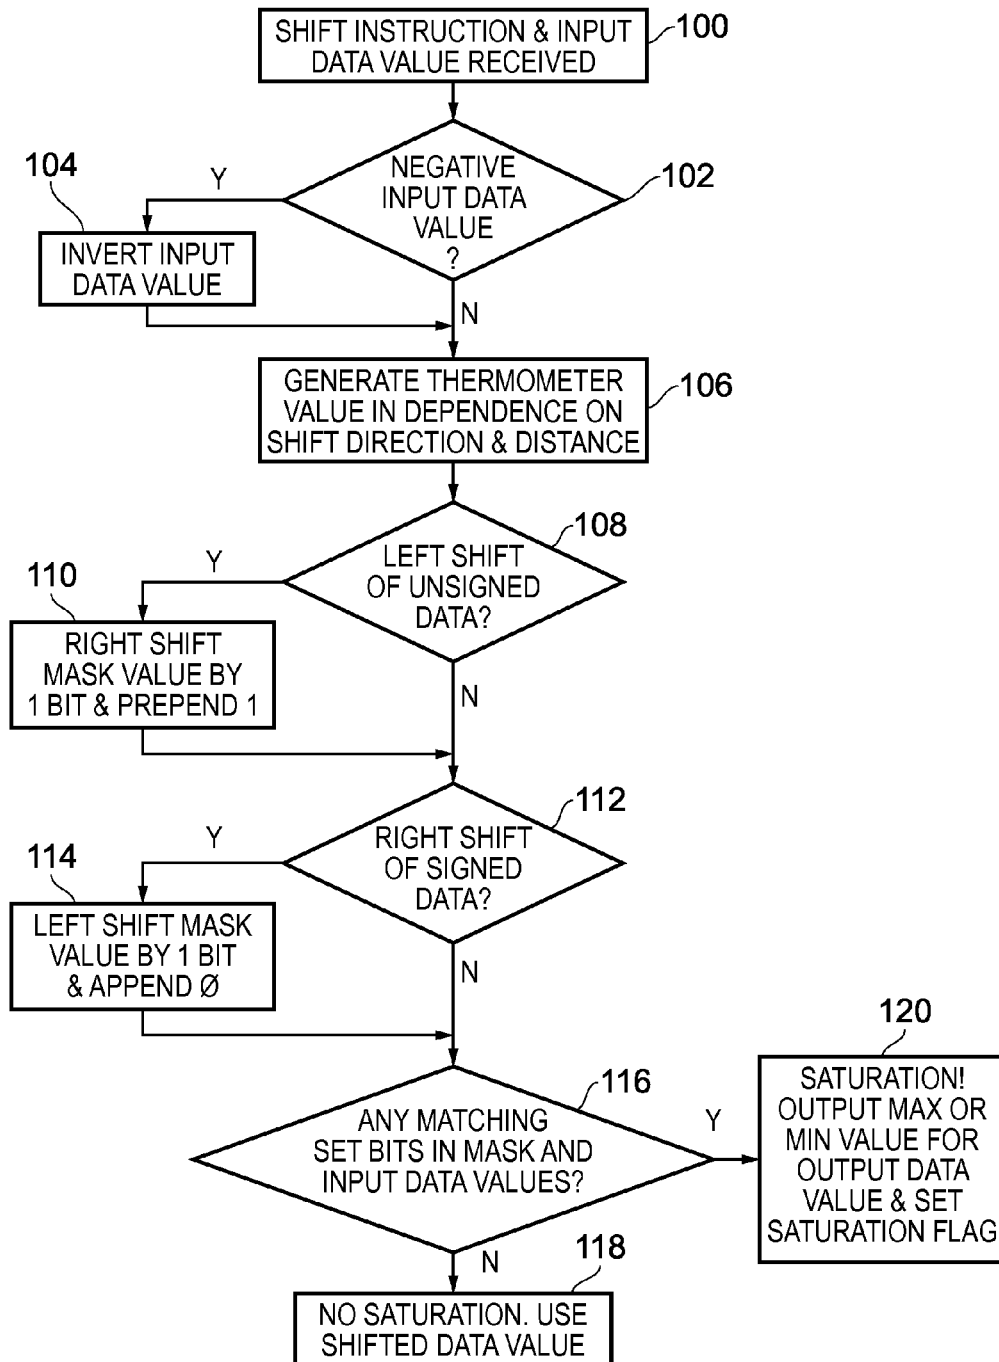 SHIFT INSTRUCTION & INPUT
DATA VALUE RECEIVED
100
NEGATIVE
INPUT DATA
VALUE
?
102
Y
104
INVERT INPUT
DATA VALUE
N
GENERATE THERMOMETER
VALUE IN DEPENDENCE ON
SHIFT DIRECTION & DISTANCE
106
108
LEFT SHIFT
OF UNSIGNED
DATA?
Y
110
RIGHT SHIFT
MASK VALUE BY
1 BIT & PREPEND 1
N
112
RIGHT SHIFT
OF SIGNED
DATA?
Y
114
LEFT SHIFT MASK
VALUE BY 1 BIT
& APPEND Ø
N
116
ANY MATCHING
SET BITS IN MASK AND
INPUT DATA VALUES?
Y
120
SATURATION!
OUTPUT MAX OR
MIN VALUE FOR
OUTPUT DATA
VALUE & SET
SATURATION FLAG
N
118
NO SATURATION. USE
SHIFTED DATA VALUE